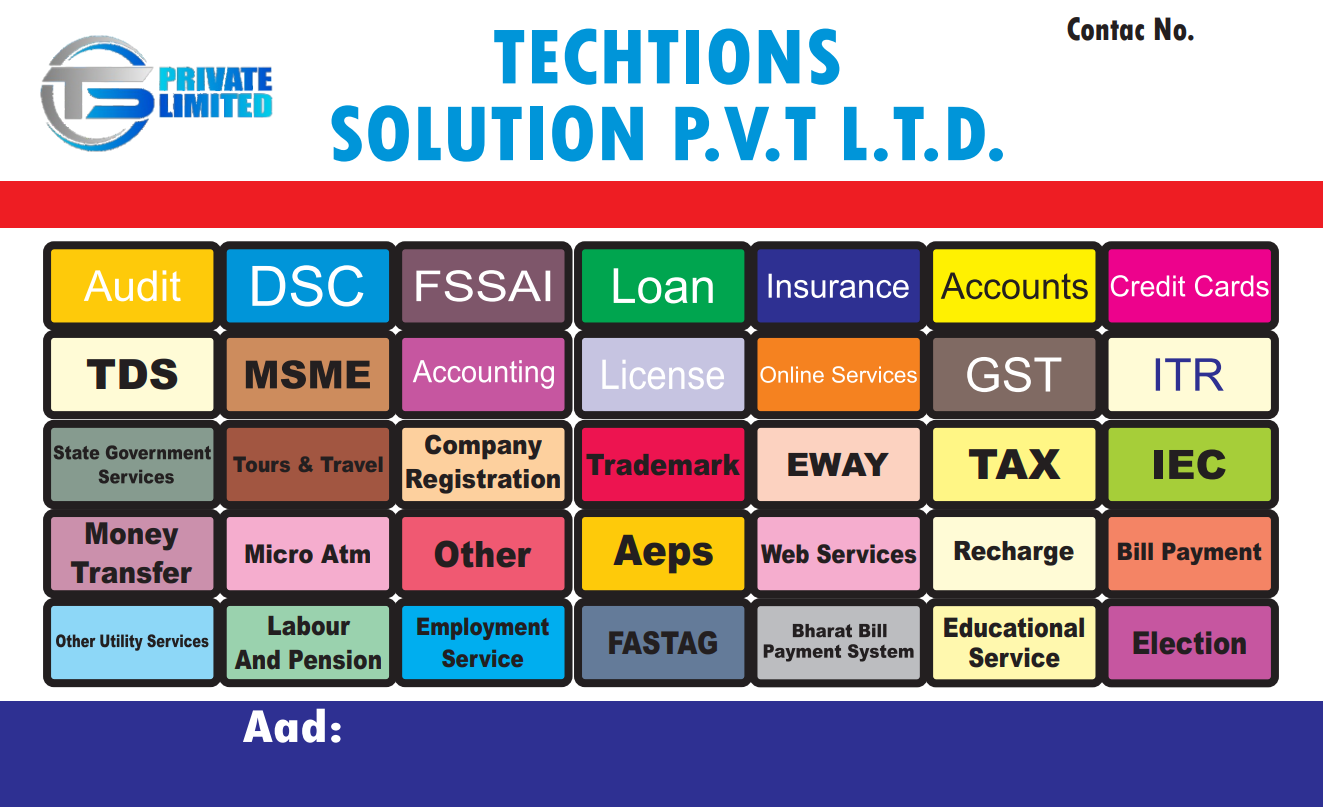 Contac No.
TS PRIVATE
LIMITED
TECHTIONS
SOLUTION P.V.T L.T.D.
Audit
DSC
FSSAI
Loan
Insurance
Accounts
Credit Cards
TDS
MSME
Accounting
License
Online Services
GST
ITR
State Government
Services
Tours & Travel
Company
Registration
Trademark
EWAY
TAX
IEC
Money
Transfer
Micro Atm
Other
Aeps
Web Services
Recharge
Bill Payment
Other Utility Services
Labour
And Pension
Employment
Service
FASTAG
Bharat Bill
Payment System
Educational
Service
Election
Aad: